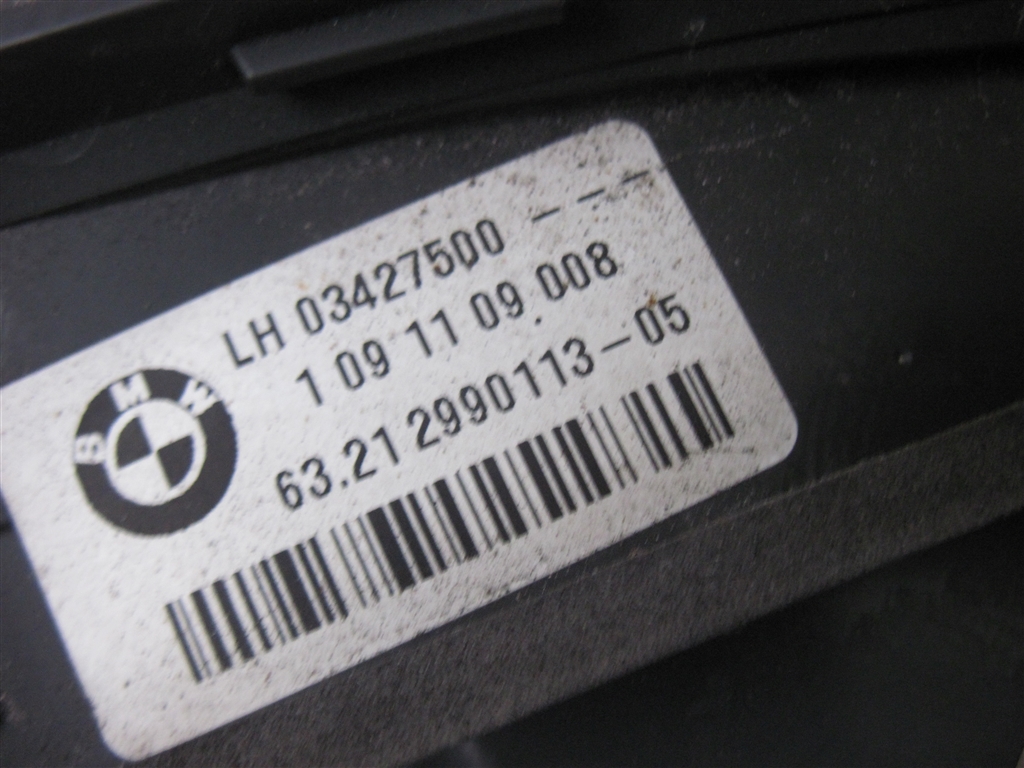 LH 03427500 ---
1 09 11 09.008
BMW
63.21 2990113-05